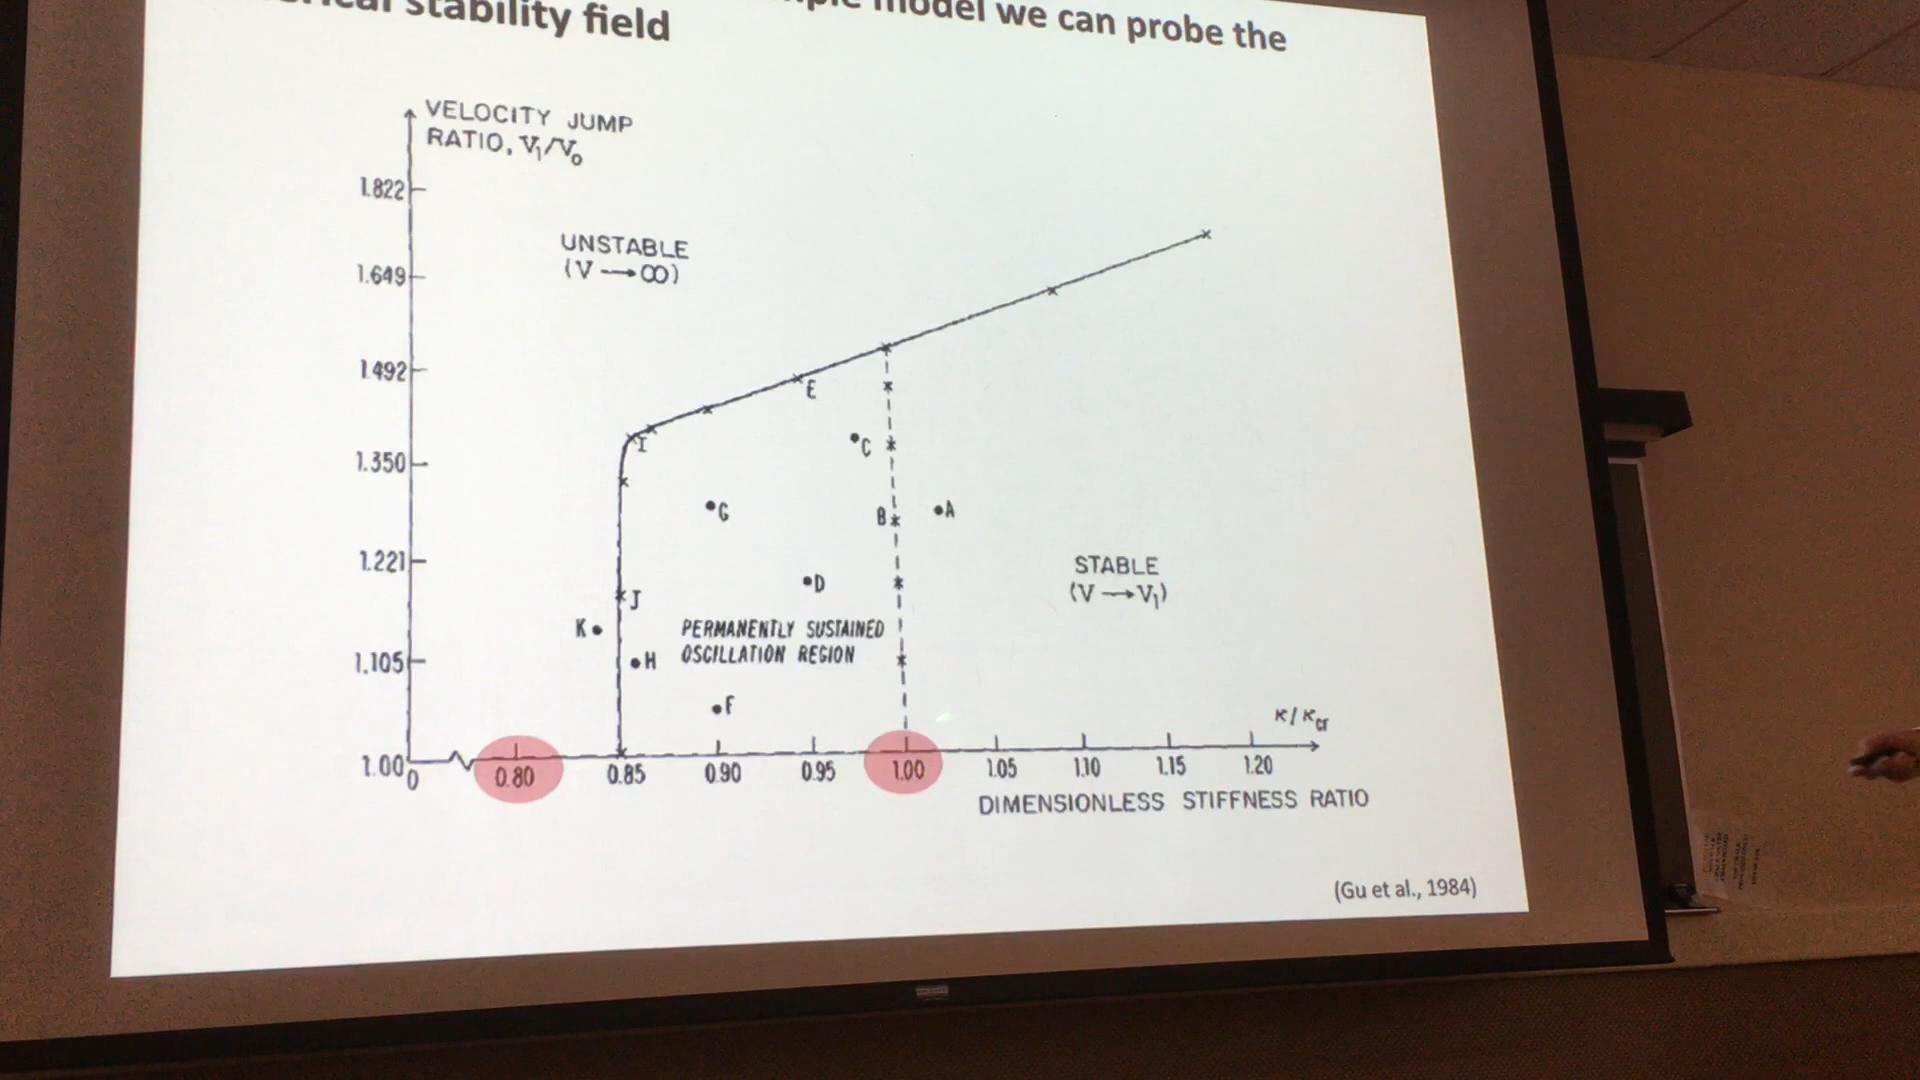 model we can probe the
stability field
VELOCITY JUMP
RATIO, V₁/V₀
1.822
UNSTABLE
(V → ∞)
1.649
1.492
E
C
I
1.350
G
B
A
1.221
STABLE
(V → V₁)
D
J
K
PERMANENTLY SUSTAINED
OSCILLATION REGION
H
1.105
F
κ/κcr
1.00
0
0.80
0.85
0.90
0.95
1.00
1.05
1.10
1.15
1.20
DIMENSIONLESS STIFFNESS RATIO
(Gu et al., 1984)